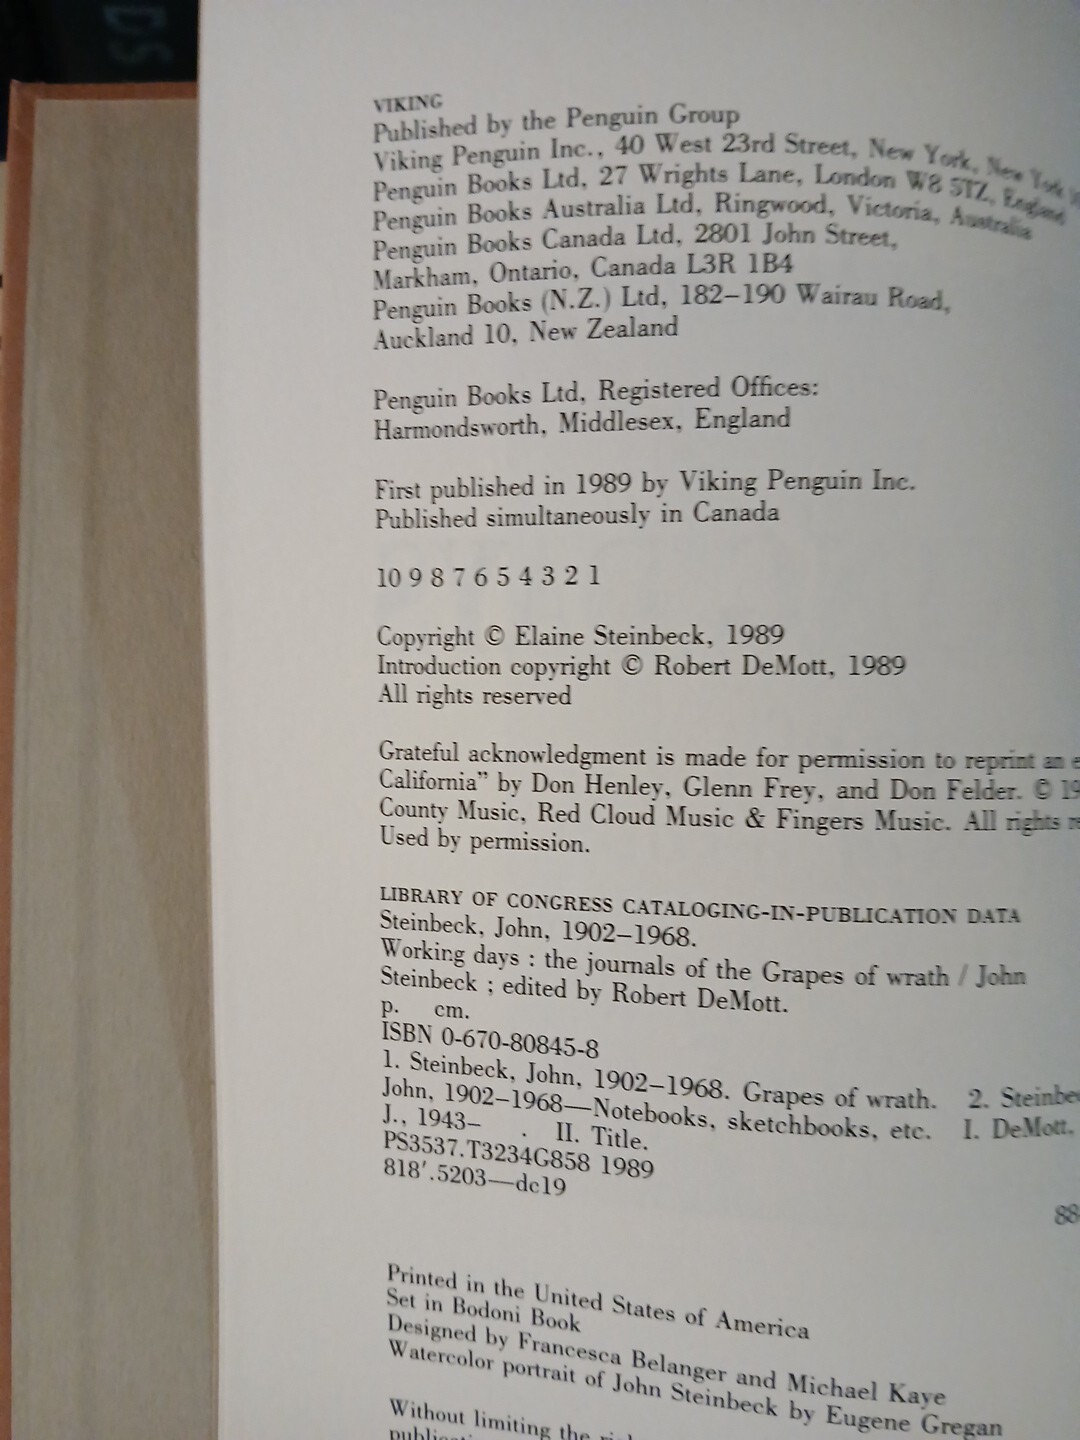 VIKING
Published by the Penguin Group
Viking Penguin Inc., 40 West 23rd Street, New York, New York
Penguin Books Ltd, 27 Wrights Lane, London W8 5TZ, England
Penguin Books Australia Ltd, Ringwood, Victoria, Australia
Penguin Books Canada Ltd, 2801 John Street,
Markham, Ontario, Canada L3R 1B4
Penguin Books (N.Z.) Ltd, 182–190 Wairau Road,
Auckland 10, New Zealand
Penguin Books Ltd, Registered Offices:
Harmondsworth, Middlesex, England
First published in 1989 by Viking Penguin Inc.
Published simultaneously in Canada
10 9 8 7 6 5 4 3 2 1
Copyright © Elaine Steinbeck, 1989
Introduction copyright © Robert DeMott, 1989
All rights reserved
Grateful acknowledgment is made for permission to reprint an
California” by Don Henley, Glenn Frey, and Don Felder. © 19
County Music, Red Cloud Music & Fingers Music. All rights
Used by permission.
LIBRARY OF CONGRESS CATALOGING-IN-PUBLICATION DATA
Steinbeck, John, 1902–1968.
Working days : the journals of the Grapes of wrath / John
Steinbeck ; edited by Robert DeMott.
p. cm.
ISBN 0-670-80845-8
1. Steinbeck, John, 1902–1968. Grapes of wrath. 2. Steinbe
John, 1902–1968—Notebooks, sketchbooks, etc. I. DeMott,
J., 1943– . II. Title.
PS3537.T3234G858 1989
818′.5203—dc19
88
Printed in the United States of America
Set in Bodoni Book
Designed by Francesca Belanger and Michael Kaye
Watercolor portrait of John Steinbeck by Eugene Gregan
Without limiting the